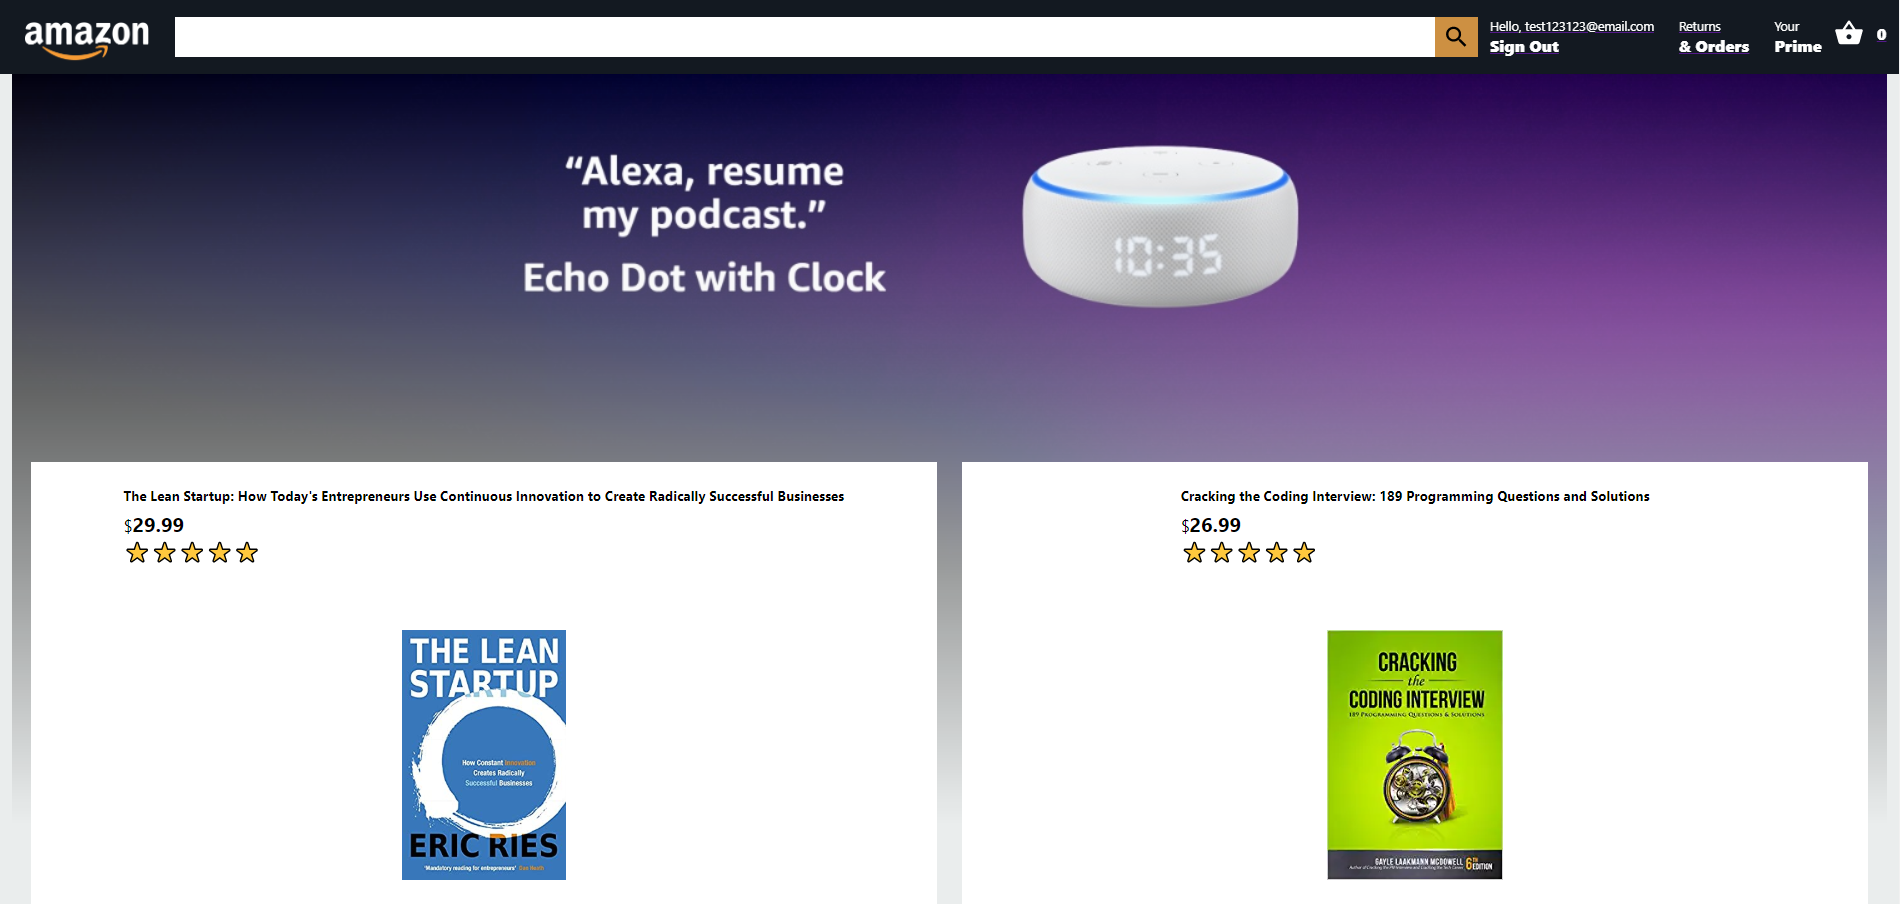 amazon
Hello, test123123@email.com
Sign Out
Returns
& Orders
Your
Prime
0
“Alexa, resume
my podcast.”
Echo Dot with Clock
10:35
The Lean Startup: How Today's Entrepreneurs Use Continuous Innovation to Create Radically Successful Businesses
$29.99
THE LEAN
STARTUP
How Constant Innovation
Creates Radically
Successful Businesses
ERIC RIES
'Mandatory reading for entrepreneurs'
Cracking the Coding Interview: 189 Programming Questions and Solutions
$26.99
CRACKING
the
CODING INTERVIEW
189 PROGRAMMING QUESTIONS & SOLUTIONS
GAYLE LAAKMANN MCDOWELL
6TH
EDITION